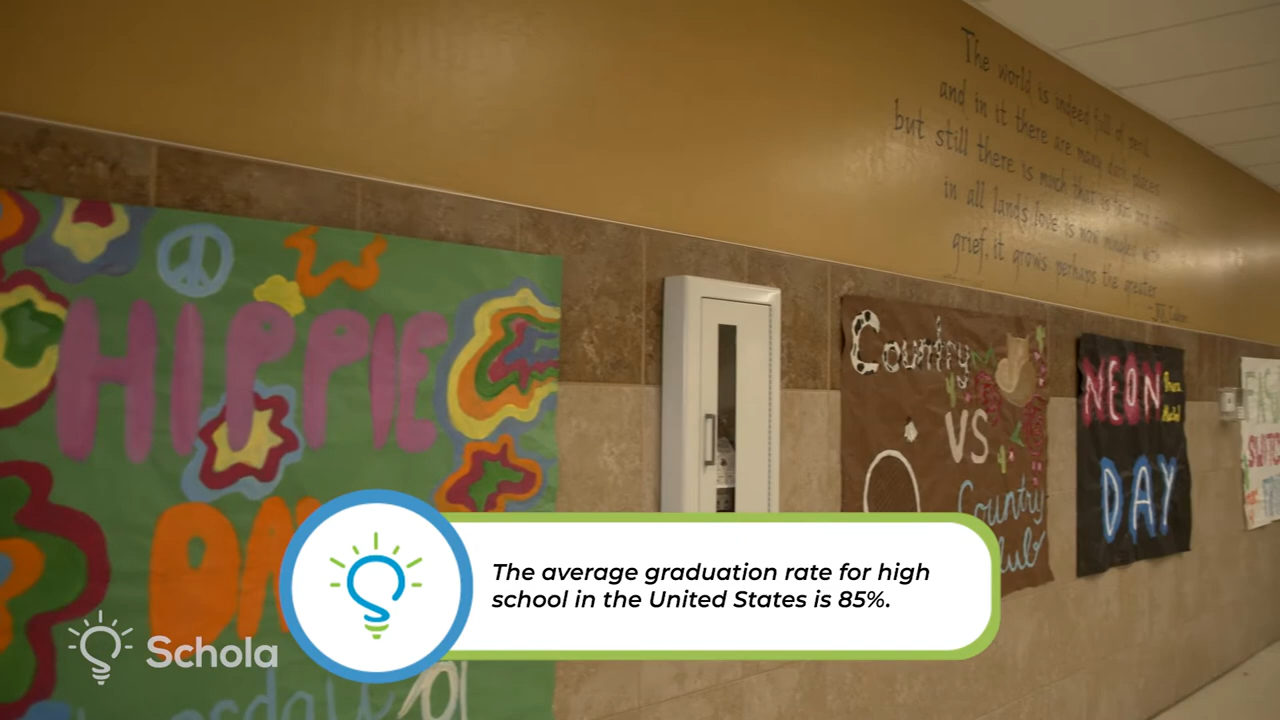 The world is indeed full of peril
and in it there are many dark places
but still there is much that is fair and
in all lands love is now mingled with
grief, it grows perhaps the greater
HIPPIE
DAY
Country
VS
Country
Club
NEON
DAY
The average graduation rate for high
school in the United States is 85%.
Schola